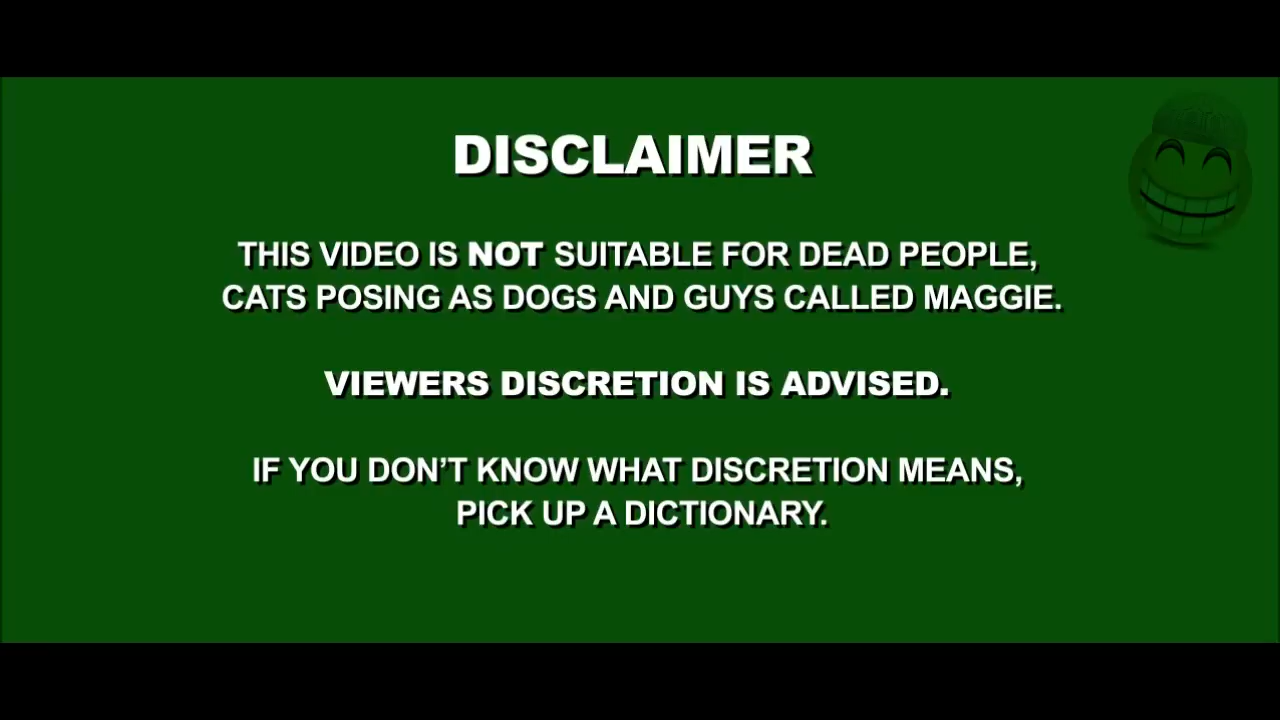 DISCLAIMER
THIS VIDEO IS NOT SUITABLE FOR DEAD PEOPLE,
CATS POSING AS DOGS AND GUYS CALLED MAGGIE.
VIEWERS DISCRETION IS ADVISED.
IF YOU DON'T KNOW WHAT DISCRETION MEANS,
PICK UP A DICTIONARY.